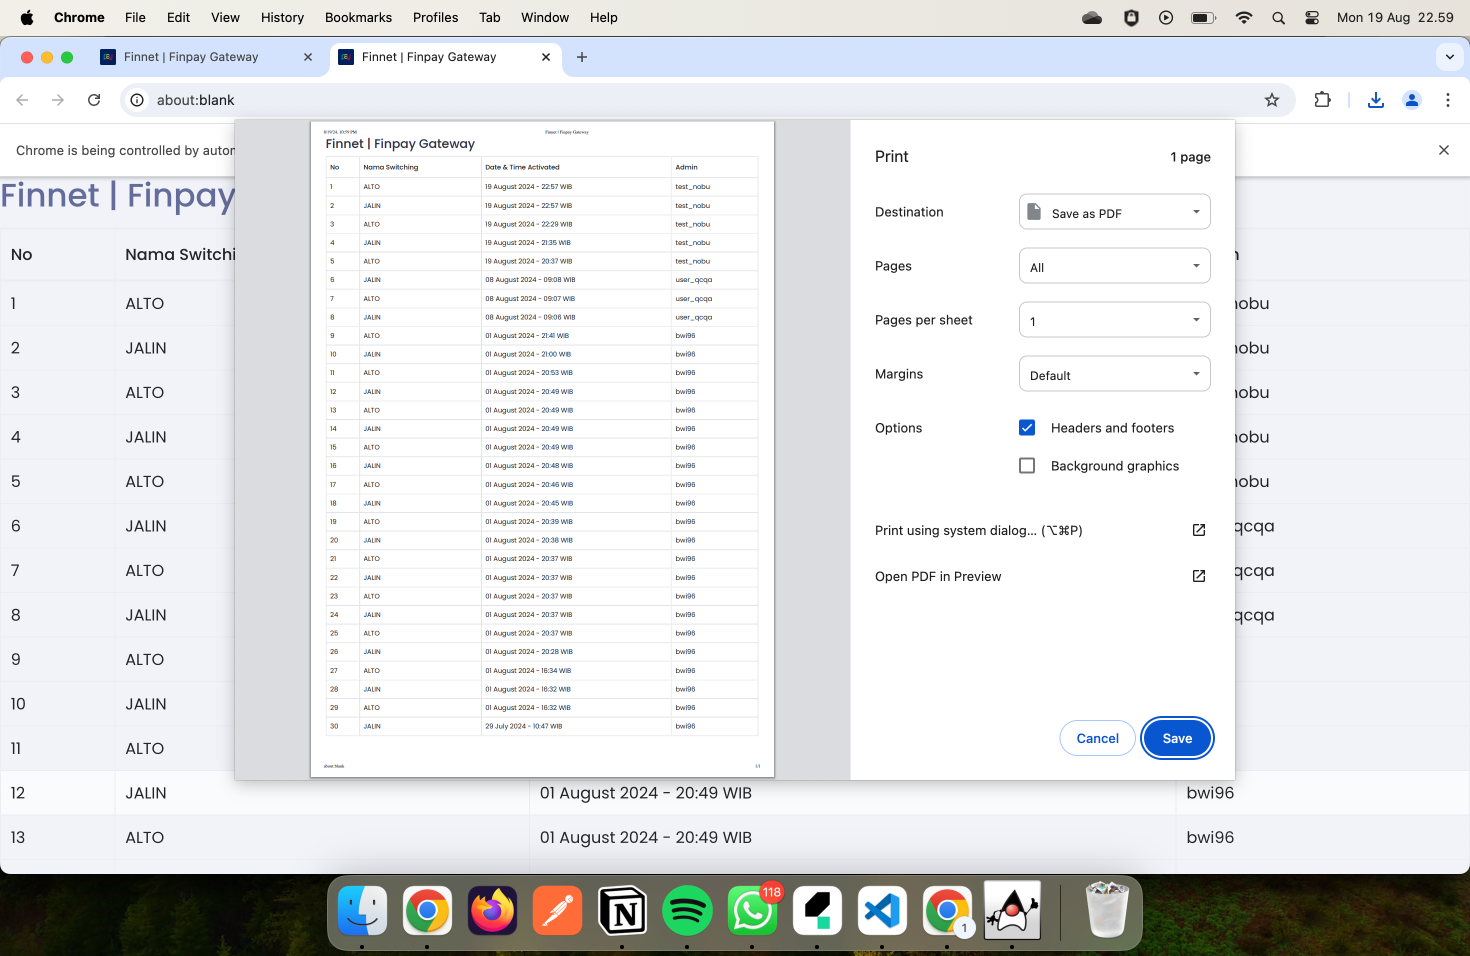 Chrome File Edit View History Bookmarks Profiles Tab Window Help Mon 19 Aug 22.59
Finnet | Finpay Gateway Finnet | Finpay Gateway
about:blank
Chrome is being controlled by autom
Finnet | Finpay
No Nama Switchi
1 ALTO nobu
2 JALIN nobu
3 ALTO nobu
4 JALIN nobu
5 ALTO nobu
6 JALIN qcqa
7 ALTO qcqa
8 JALIN qcqa
9 ALTO
10 JALIN
11 ALTO
12 JALIN 01 August 2024 - 20:49 WIB bwi96
13 ALTO 01 August 2024 - 20:49 WIB bwi96
8/19/24, 10:59 PM Finnet | Finpay Gateway
Finnet | Finpay Gateway
No Nama Switching Date & Time Activated Admin
1 ALTO 19 August 2024 - 22:57 WIB test_nobu
2 JALIN 19 August 2024 - 22:57 WIB test_nobu
3 ALTO 19 August 2024 - 22:29 WIB test_nobu
4 JALIN 19 August 2024 - 21:35 WIB test_nobu
5 ALTO 19 August 2024 - 20:37 WIB test_nobu
6 JALIN 08 August 2024 - 09:08 WIB user_qcqa
7 ALTO 08 August 2024 - 09:07 WIB user_qcqa
8 JALIN 08 August 2024 - 09:06 WIB user_qcqa
9 ALTO 01 August 2024 - 21:41 WIB bwi96
10 JALIN 01 August 2024 - 21:00 WIB bwi96
11 ALTO 01 August 2024 - 20:53 WIB bwi96
12 JALIN 01 August 2024 - 20:49 WIB bwi96
13 ALTO 01 August 2024 - 20:49 WIB bwi96
14 JALIN 01 August 2024 - 20:49 WIB bwi96
15 ALTO 01 August 2024 - 20:49 WIB bwi96
16 JALIN 01 August 2024 - 20:48 WIB bwi96
17 ALTO 01 August 2024 - 20:46 WIB bwi96
18 JALIN 01 August 2024 - 20:45 WIB bwi96
19 ALTO 01 August 2024 - 20:39 WIB bwi96
20 JALIN 01 August 2024 - 20:38 WIB bwi96
21 ALTO 01 August 2024 - 20:37 WIB bwi96
22 JALIN 01 August 2024 - 20:37 WIB bwi96
23 ALTO 01 August 2024 - 20:37 WIB bwi96
24 JALIN 01 August 2024 - 20:37 WIB bwi96
25 ALTO 01 August 2024 - 20:37 WIB bwi96
26 JALIN 01 August 2024 - 20:28 WIB bwi96
27 ALTO 01 August 2024 - 16:34 WIB bwi96
28 JALIN 01 August 2024 - 16:32 WIB bwi96
29 ALTO 01 August 2024 - 16:32 WIB bwi96
30 JALIN 29 July 2024 - 10:47 WIB bwi96
about:blank 1/1
Print 1 page
Destination Save as PDF
Pages All
Pages per sheet 1
Margins Default
Options Headers and footers
Background graphics
Print using system dialog... (⌥⌘P)
Open PDF in Preview
Cancel Save
118
1